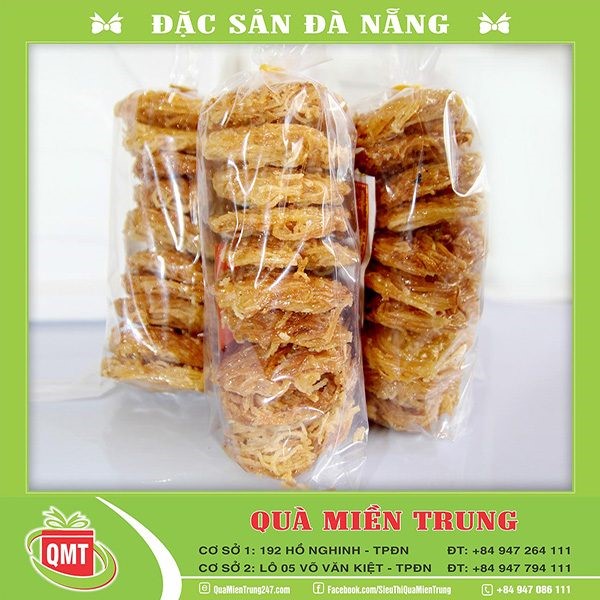 ĐẶC SẢN ĐÀ NẴNG
QMT
QUÀ MIỀN TRUNG
QMT
CƠ SỞ 1: 192 HỒ NGHINH - TPĐN ĐT: +84 947 264 111
CƠ SỞ 2: LÔ 05 VÕ VĂN KIỆT - TPĐN ĐT: +84 947 794 111
QuaMienTrung247.com Facebook.com/SieuThiQuaMienTrung +84 947 086 111